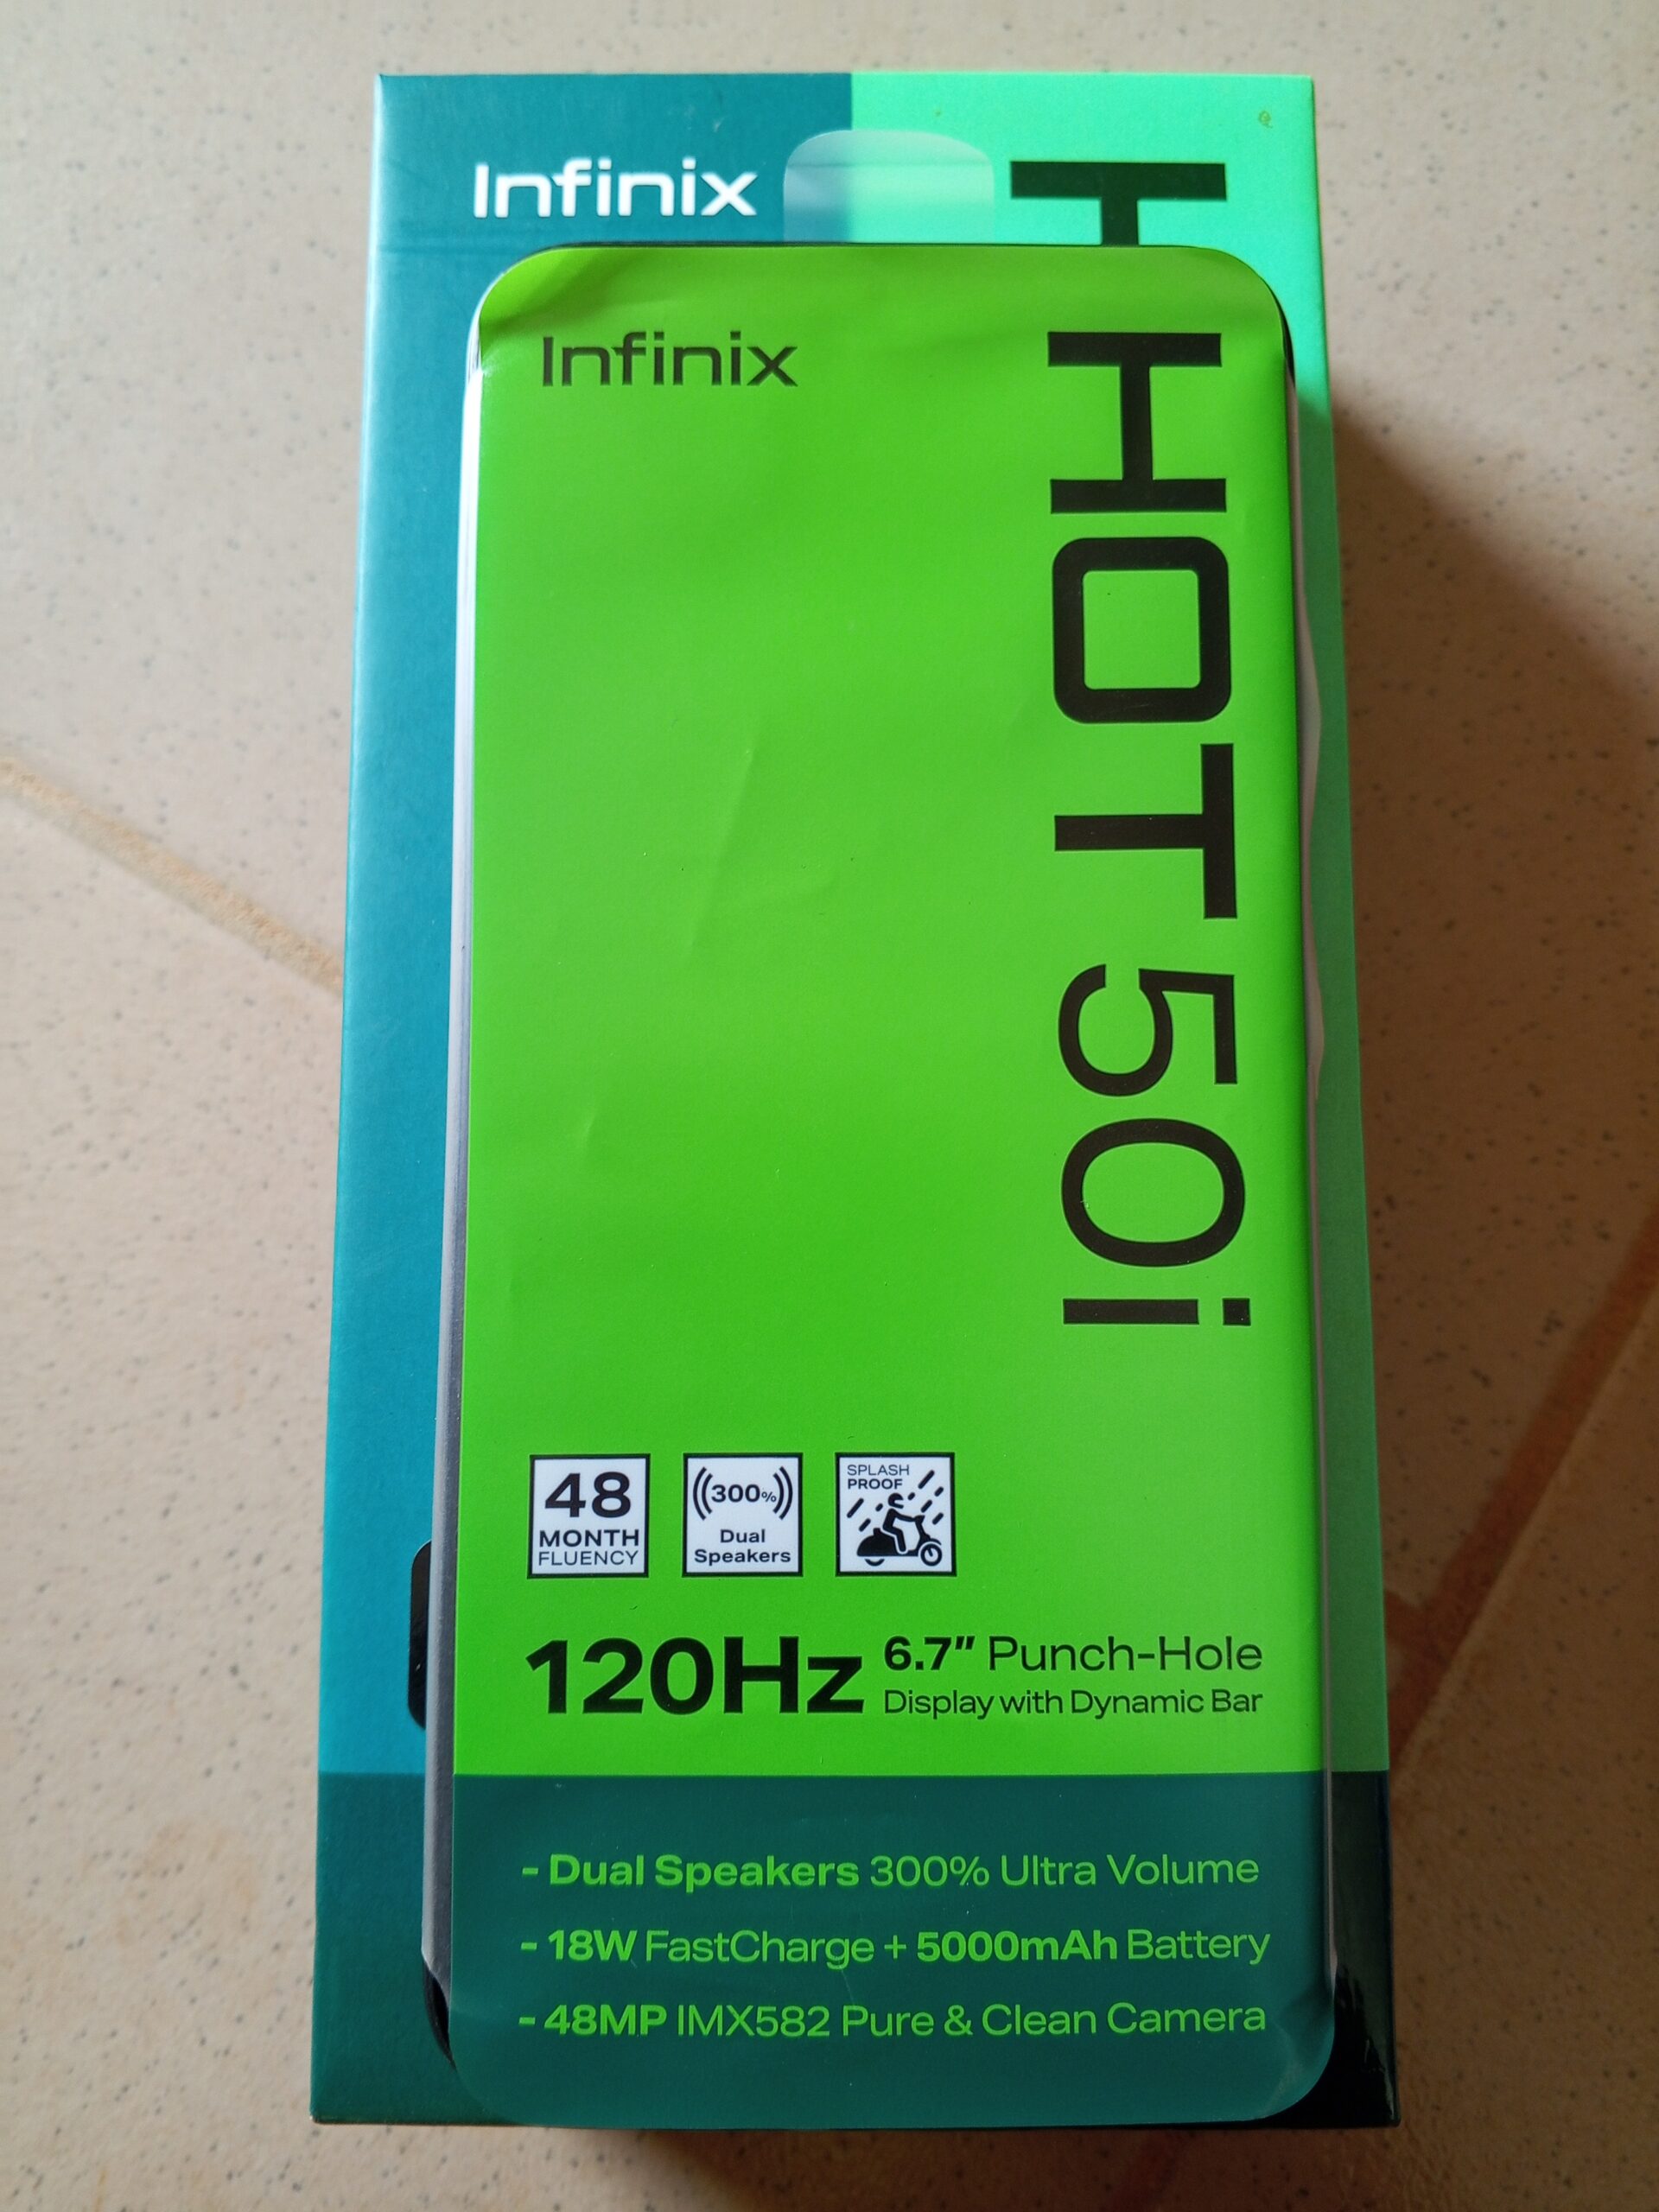 Infinix
H
Infinix
HOT 50i
48
MONTH
FLUENCY
300%
Dual
Speakers
SPLASH
PROOF
120Hz
6.7" Punch-Hole
Display with Dynamic Bar
- Dual Speakers 300% Ultra Volume
- 18W FastCharge + 5000mAh Battery
- 48MP IMX582 Pure & Clean Camera